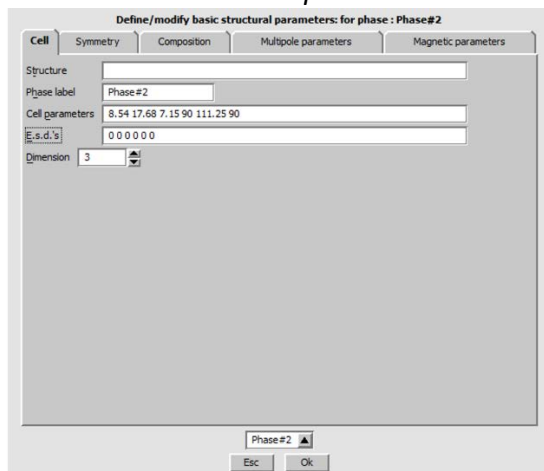 Define/modify basic structural parameters: for phase : Phase#2
Cell Symmetry Composition Multipole parameters Magnetic parameters
Structure
Phase label Phase#2
Cell parameters 8.54 17.68 7.15 90 111.25 90
E.s.d.'s 0 0 0 0 0 0
Dimension 3
Phase#2
Esc Ok